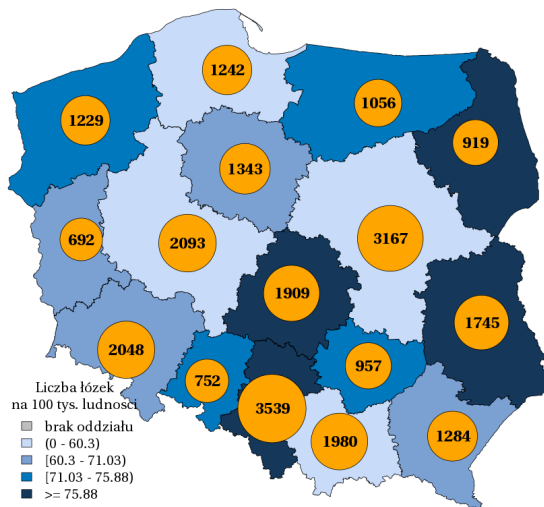 1242
1056
1229
919
1343
692
2093
3167
1909
1745
2048
957
752
3539
1980
1284
Liczba łózek
na 100 tys. ludności
brak oddziału
(0 - 60.3)
[60.3 - 71.03)
[71.03 - 75.88)
>= 75.88